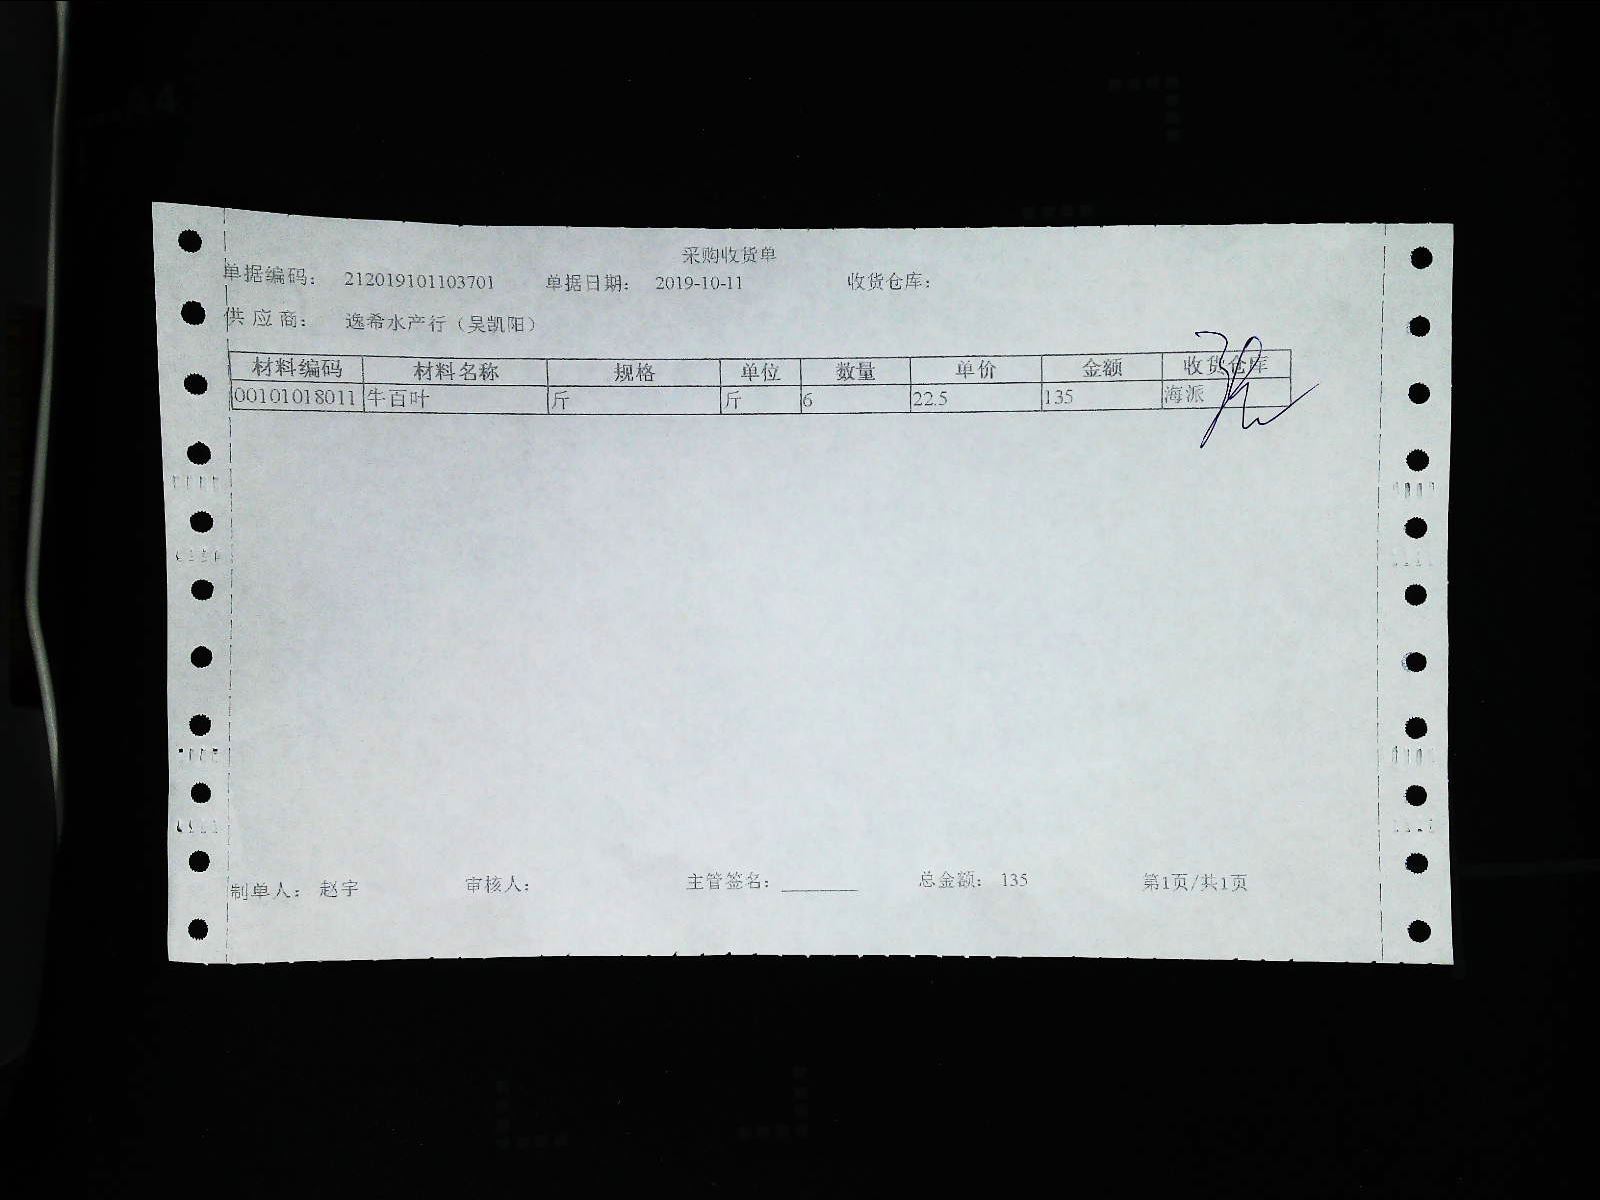 采购收货单
单据编码： 212019101103701 单据日期： 2019-10-11 收货仓库：
供应商： 逸希水产行（吴凯阳）
材料编码 材料名称 规格 单位 数量 单价 金额 收货仓库
00101018011 牛百叶 斤 斤 6 22.5 135 海派
制单人： 赵宇 审核人： 主管签名：________ 总金额： 135 第1页/共1页